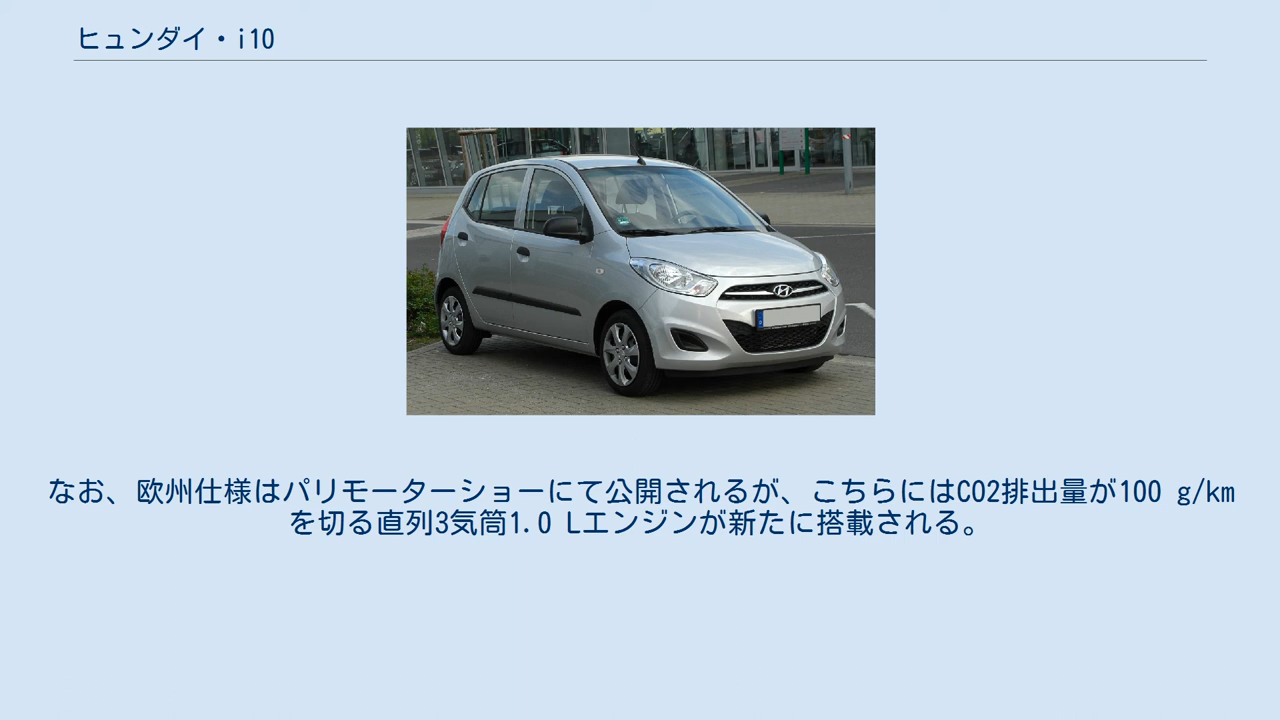 ヒュンダイ・i10
なお、欧州仕様はパリモーターショーにて公開されるが、こちらにはCO2排出量が100 g/km
を切る直列3気筒1.0 Lエンジンが新たに搭載される。